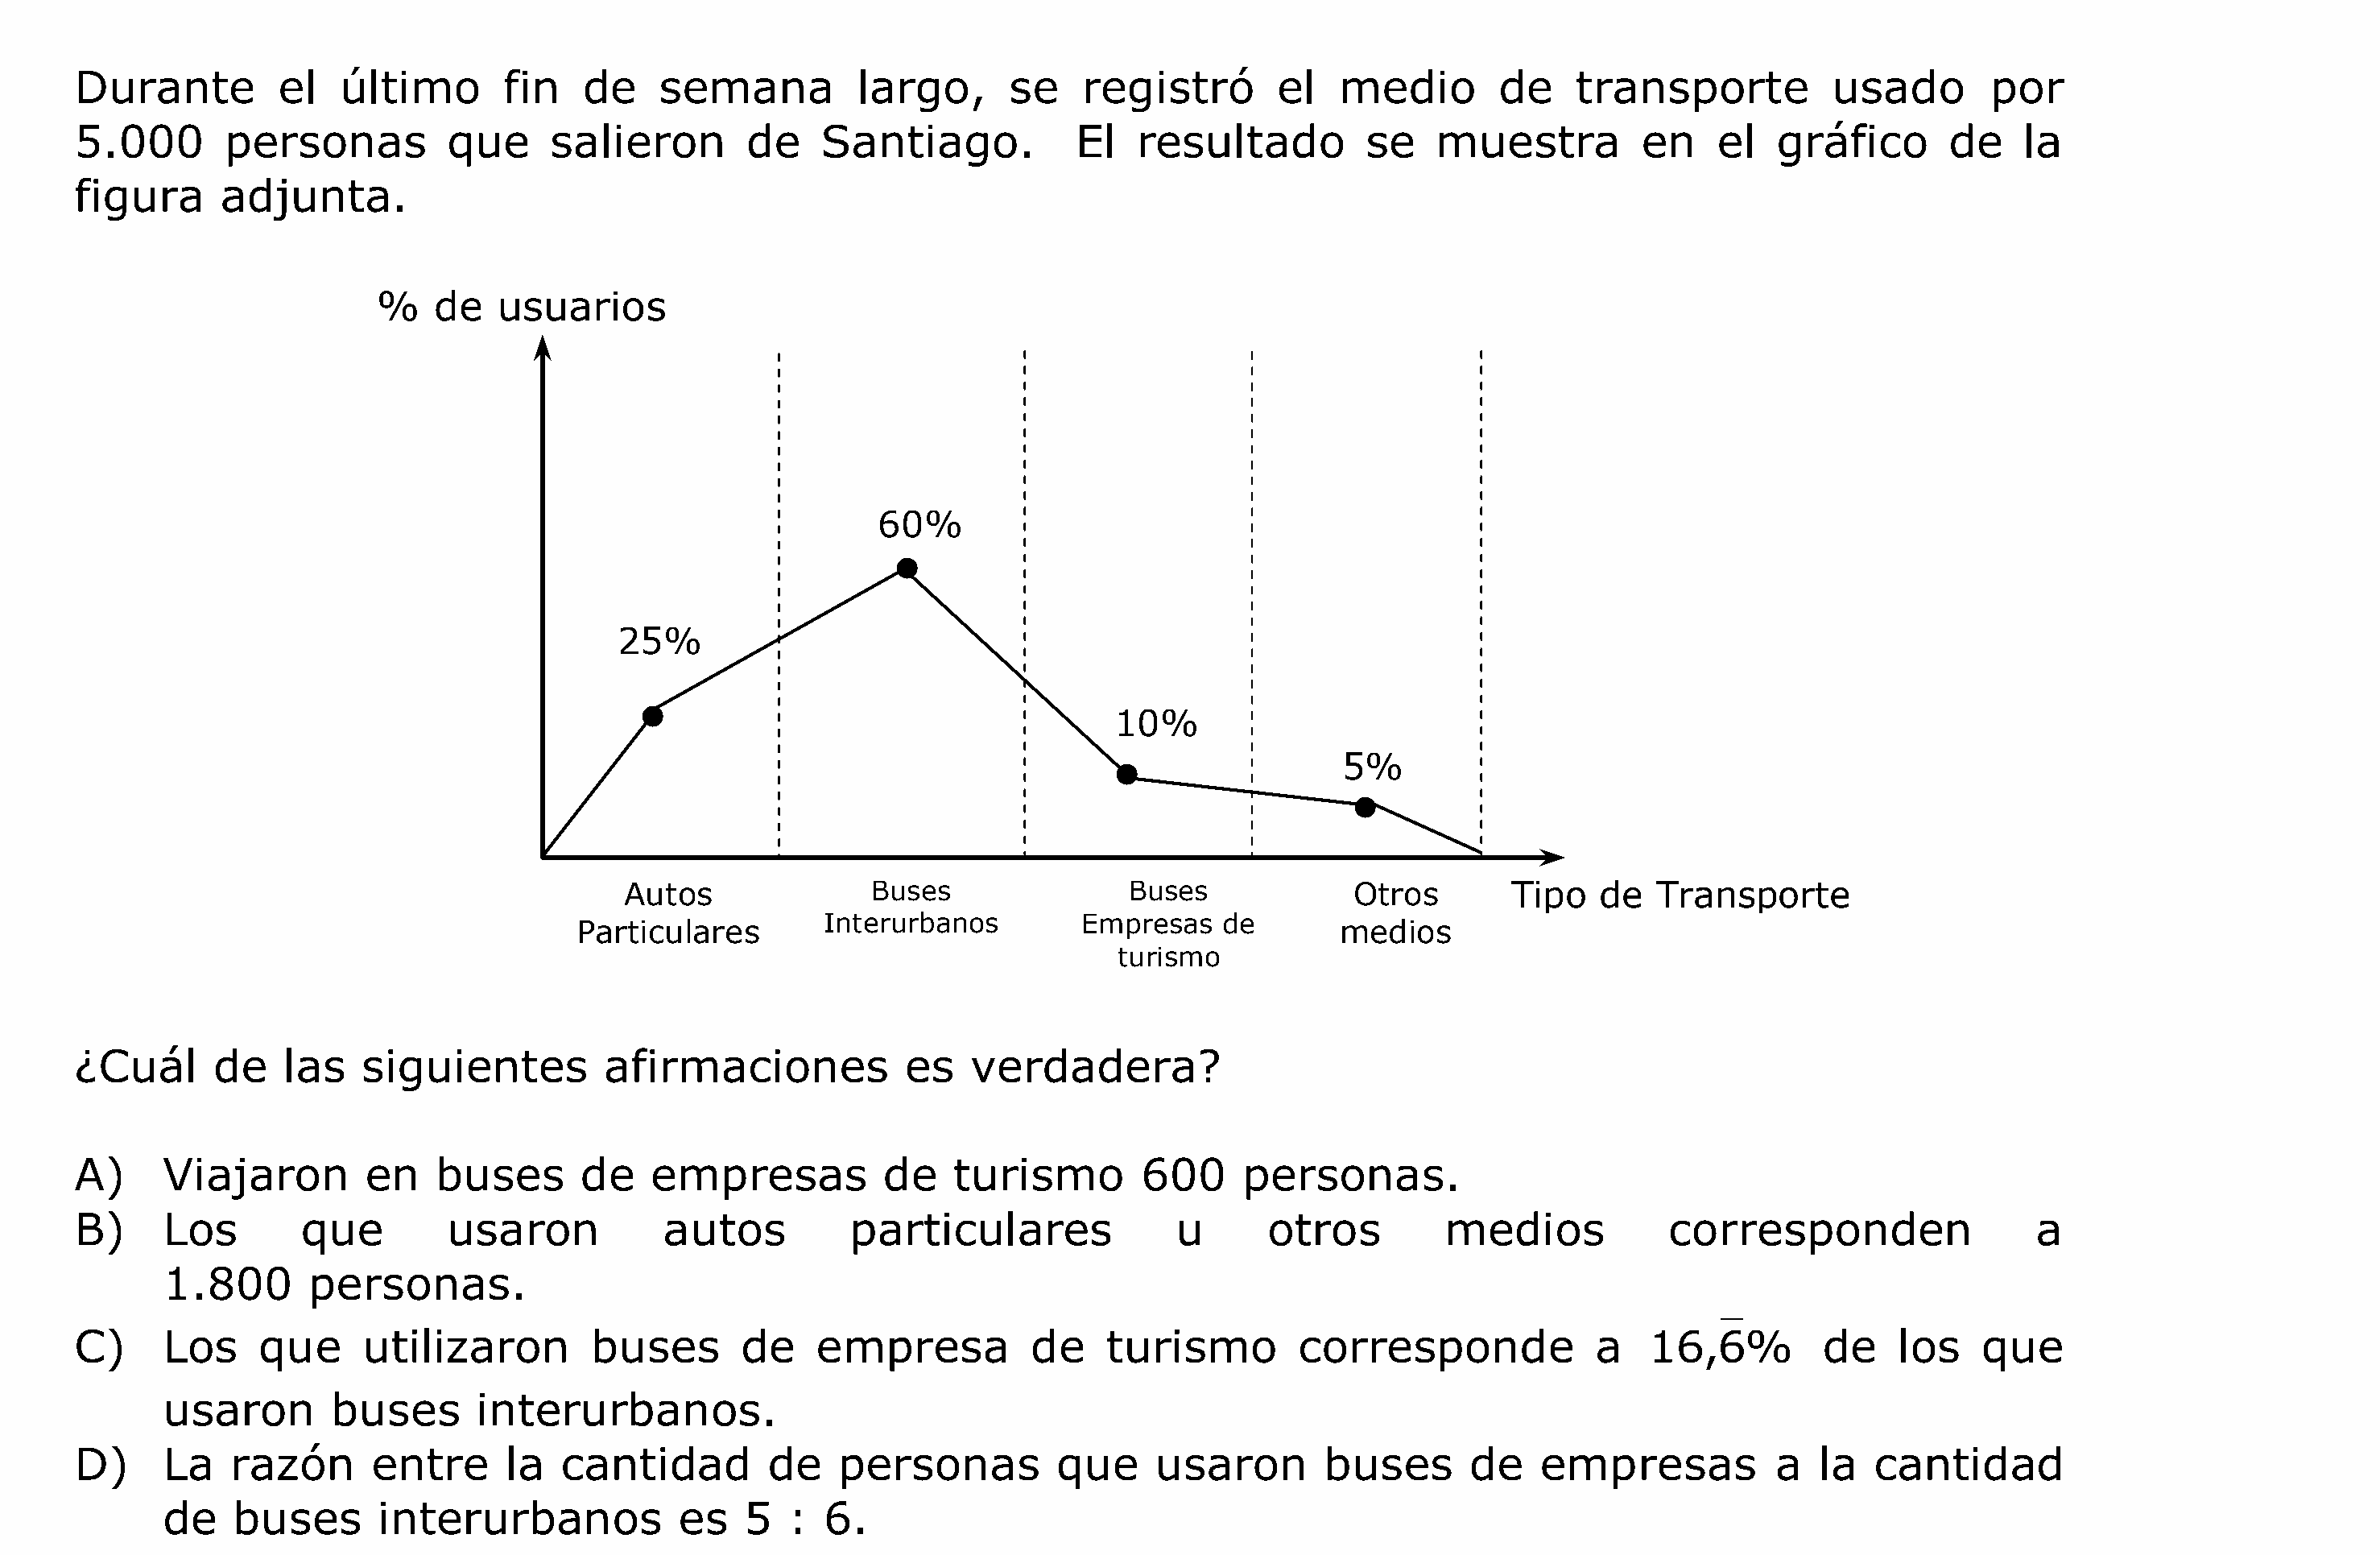 Durante el último fin de semana largo, se registró el medio de transporte usado por
5.000 personas que salieron de Santiago. El resultado se muestra en el gráfico de la
figura adjunta.
% de usuarios
60%
25%
10%
5%
Autos
Particulares
Buses
Interurbanos
Buses
Empresas de
turismo
Otros
medios
Tipo de Transporte
¿Cuál de las siguientes afirmaciones es verdadera?
A) Viajaron en buses de empresas de turismo 600 personas.
B) Los que usaron autos particulares u otros medios corresponden a
1.800 personas.
C) Los que utilizaron buses de empresa de turismo corresponde a 16,6̅% de los que
usaron buses interurbanos.
D) La razón entre la cantidad de personas que usaron buses de empresas a la cantidad
de buses interurbanos es 5 : 6.